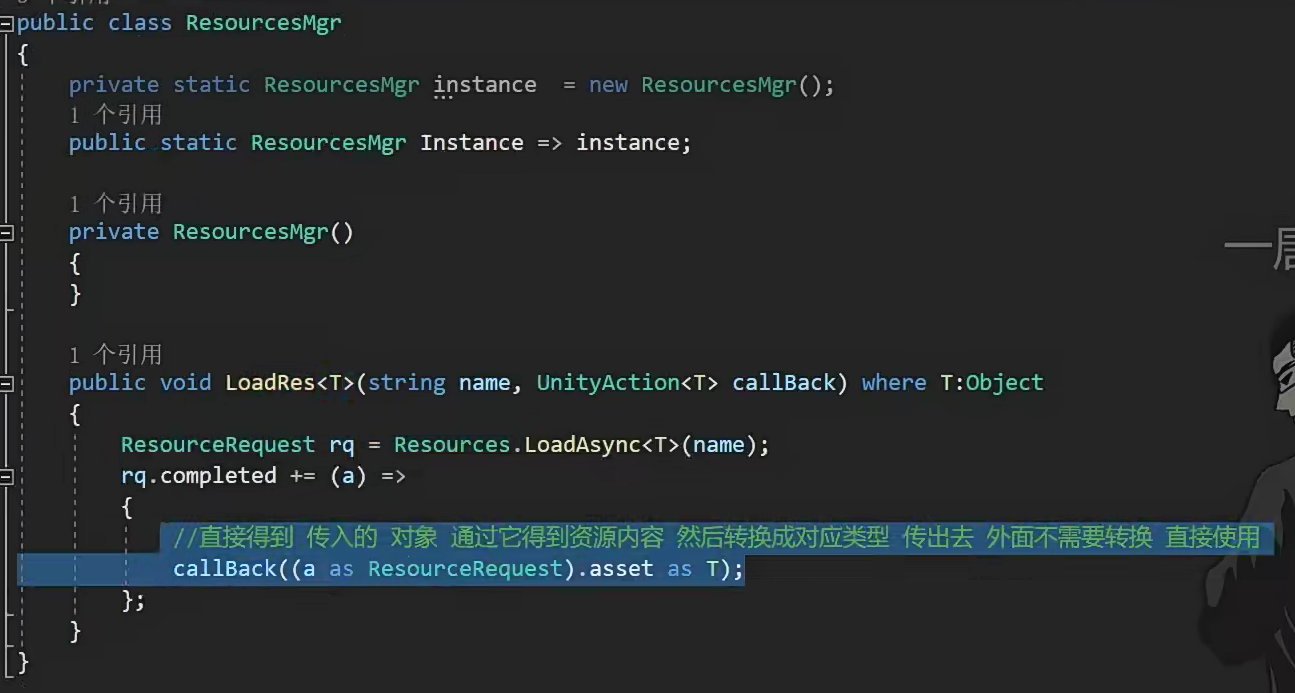 public class ResourcesMgr
{
private static ResourcesMgr instance = new ResourcesMgr();
1 个引用
public static ResourcesMgr Instance => instance;
1 个引用
private ResourcesMgr()
{
}
1 个引用
public void LoadRes<T>(string name, UnityAction<T> callBack) where T:Object
{
ResourceRequest rq = Resources.LoadAsync<T>(name);
rq.completed += (a) =>
{
//直接得到 传入的 对象 通过它得到资源内容 然后转换成对应类型 传出去 外面不需要转换 直接使用
callBack((a as ResourceRequest).asset as T);
};
}
}